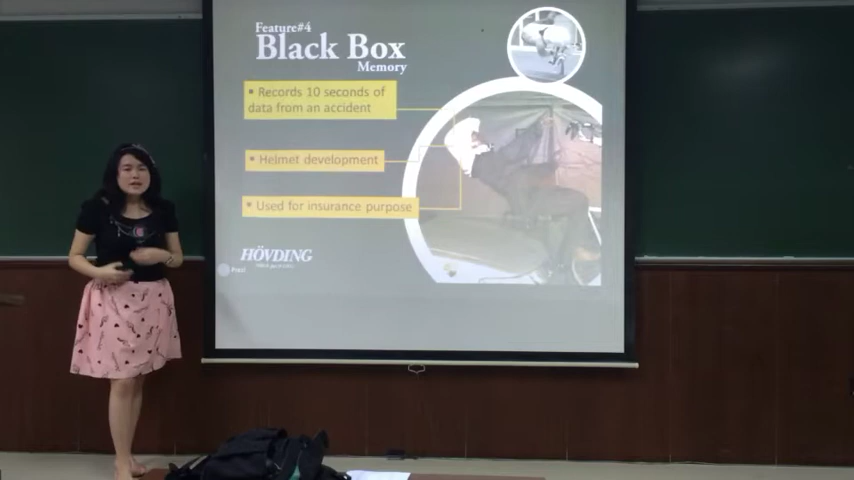 Feature#4
Black Box
Memory
▪ Records 10 seconds of
data from an accident
▪ Helmet development
▪ Used for insurance purpose
HÖVDING